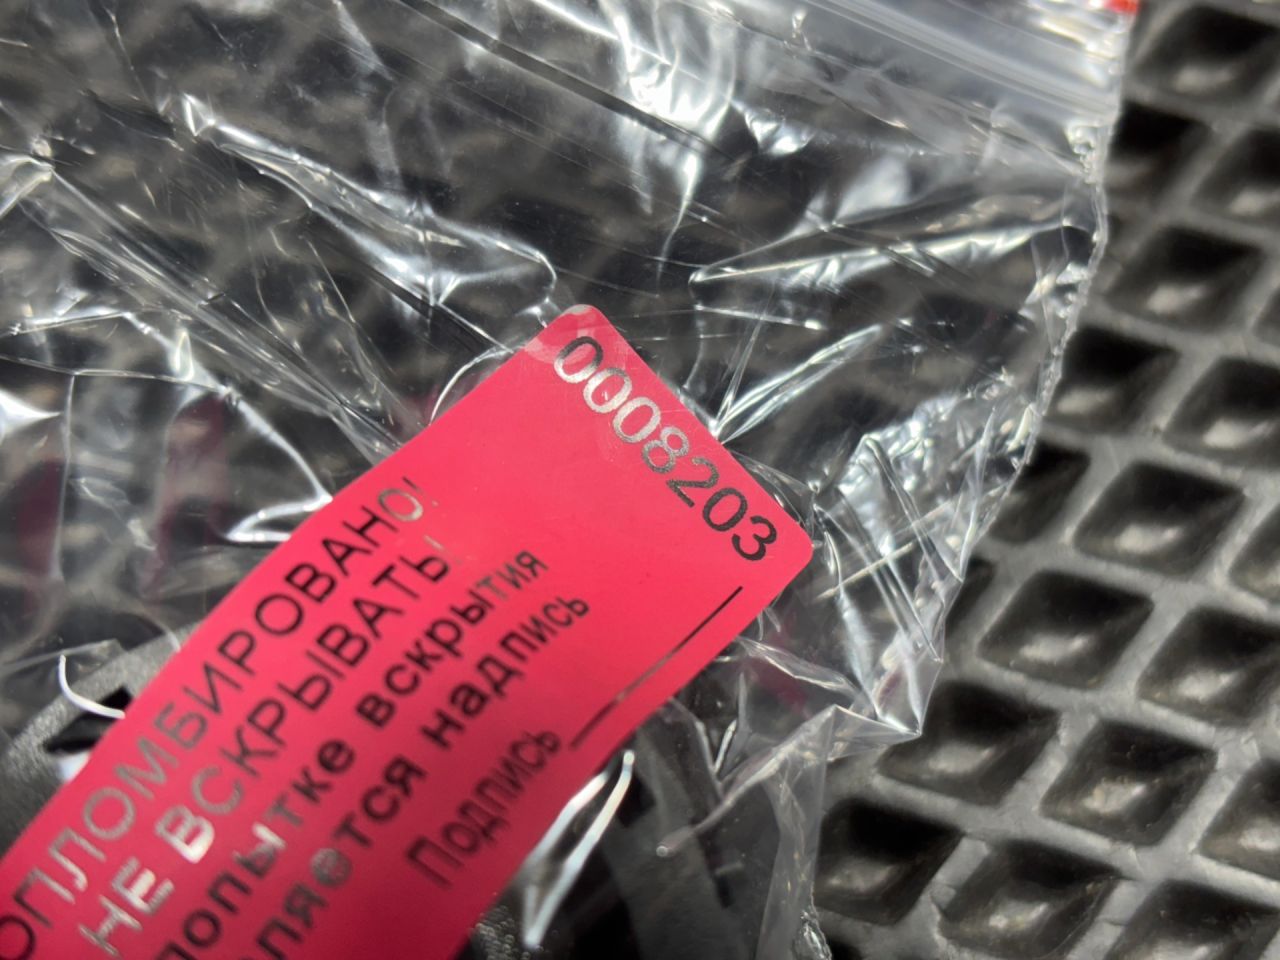 0008203
ОПЛОМБИРОВАНО!
НЕ ВСКРЫВАТЬ!
попытке вскрытия
ляется надпись
Подпись